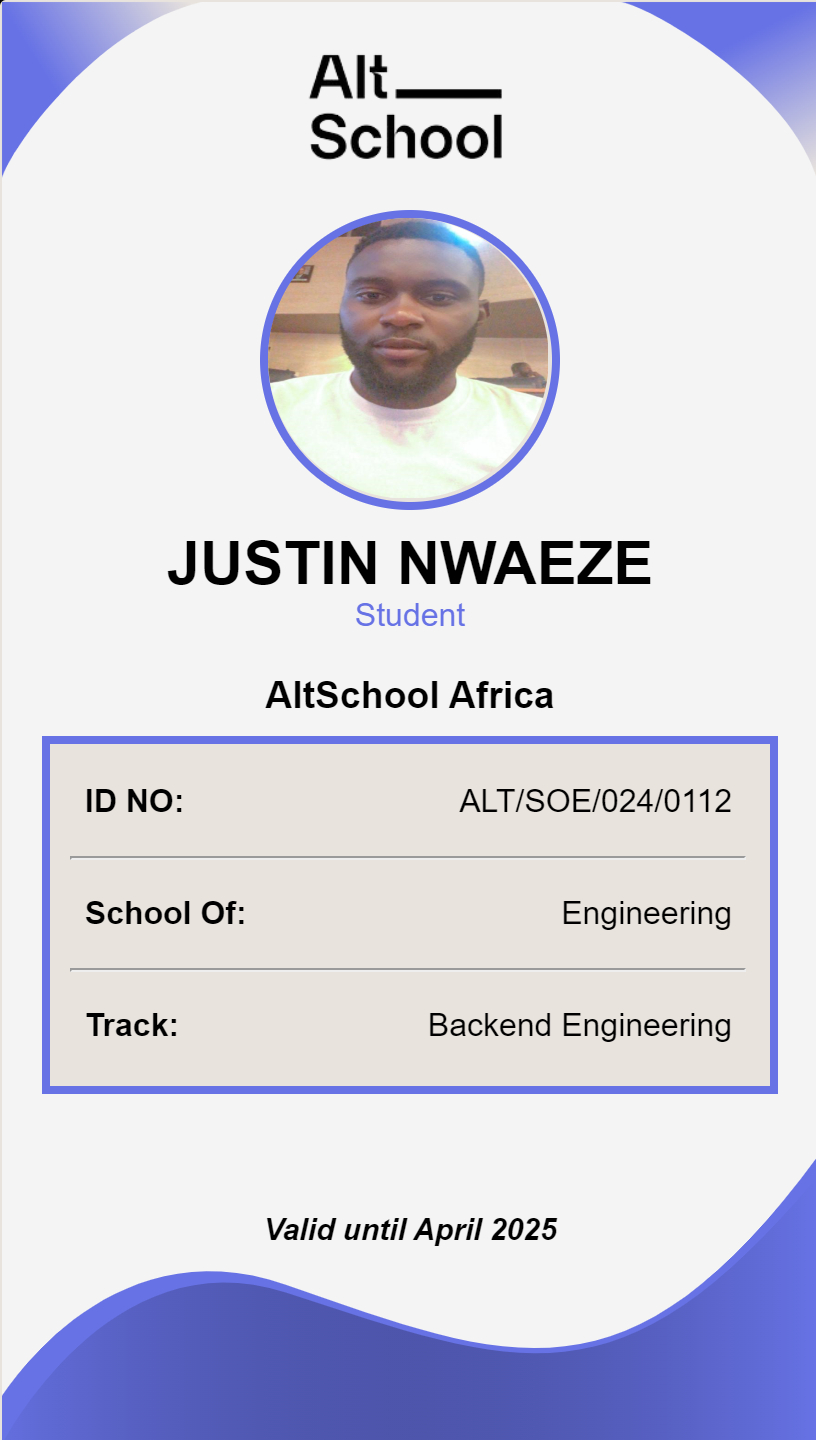 Alt
School
JUSTIN NWAEZE
Student
AltSchool Africa
ID NO: ALT/SOE/024/0112
School Of: Engineering
Track: Backend Engineering
Valid until April 2025